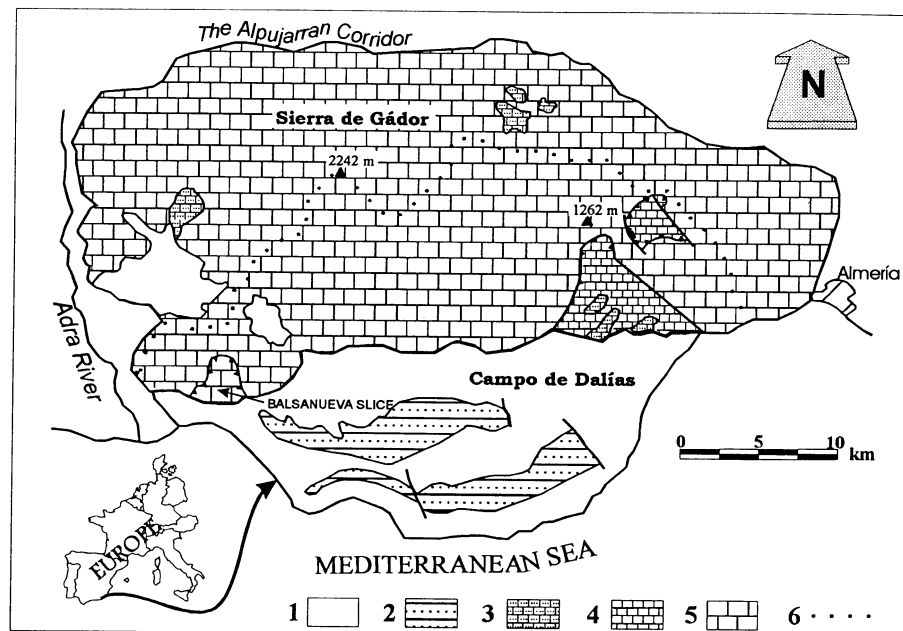 The Alpujarran Corridor
N
Sierra de Gádor
2242 m
1262 m
Almería
Adra River
Campo de Dalías
BALSANUEVA SLICE
0 5 10
km
EUROPE
MEDITERRANEAN SEA
1 2 3 4 5 6